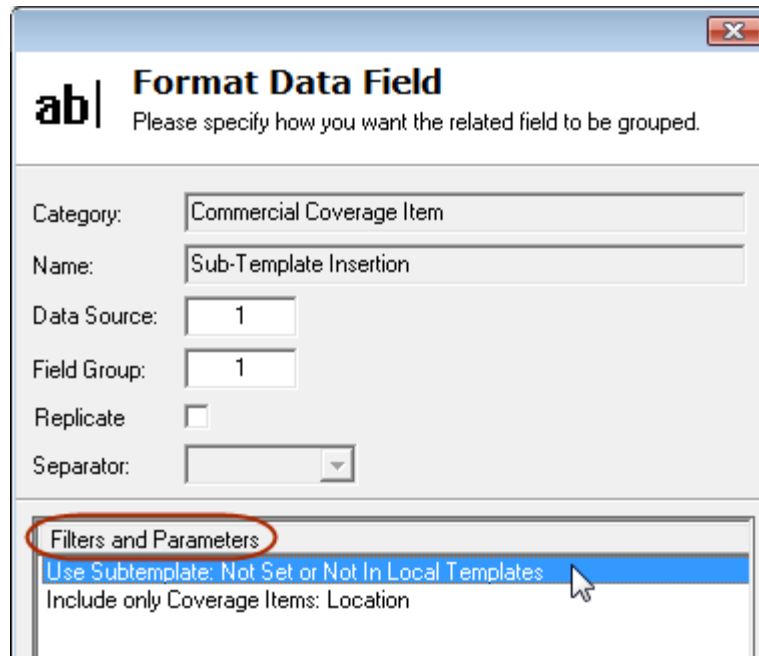 ab|
Format Data Field
Please specify how you want the related field to be grouped.
Category: Commercial Coverage Item
Name: Sub-Template Insertion
Data Source: 1
Field Group: 1
Replicate
Separator:
Filters and Parameters
Use Subtemplate: Not Set or Not In Local Templates
Include only Coverage Items: Location